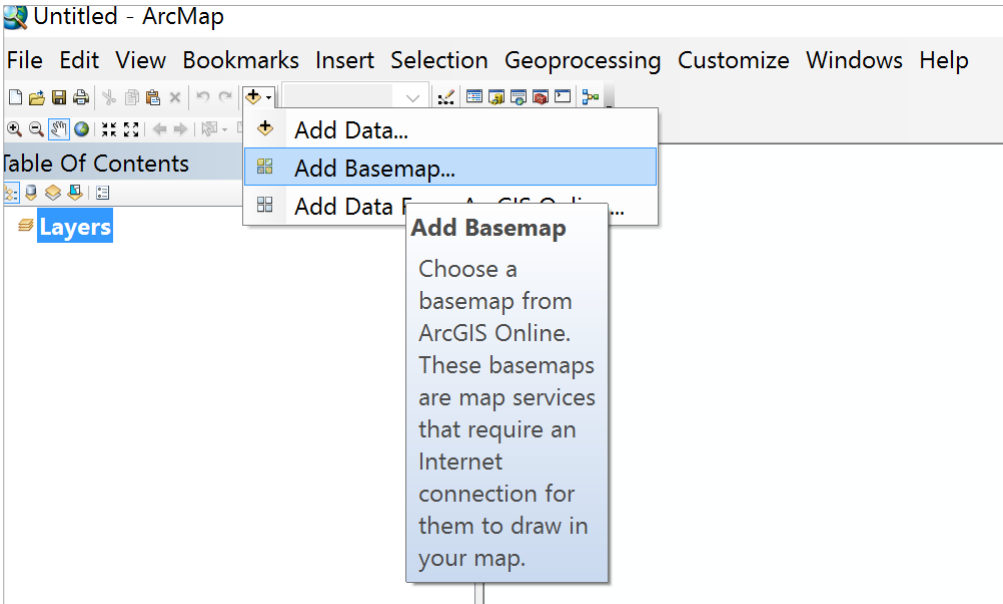 Untitled - ArcMap
File Edit View Bookmarks Insert Selection Geoprocessing Customize Windows Help
Add Data...
Table Of Contents
Add Basemap...
Add Data ...
Layers
Add Basemap
Choose a
basemap from
ArcGIS Online.
These basemaps
are map services
that require an
Internet
connection for
them to draw in
your map.